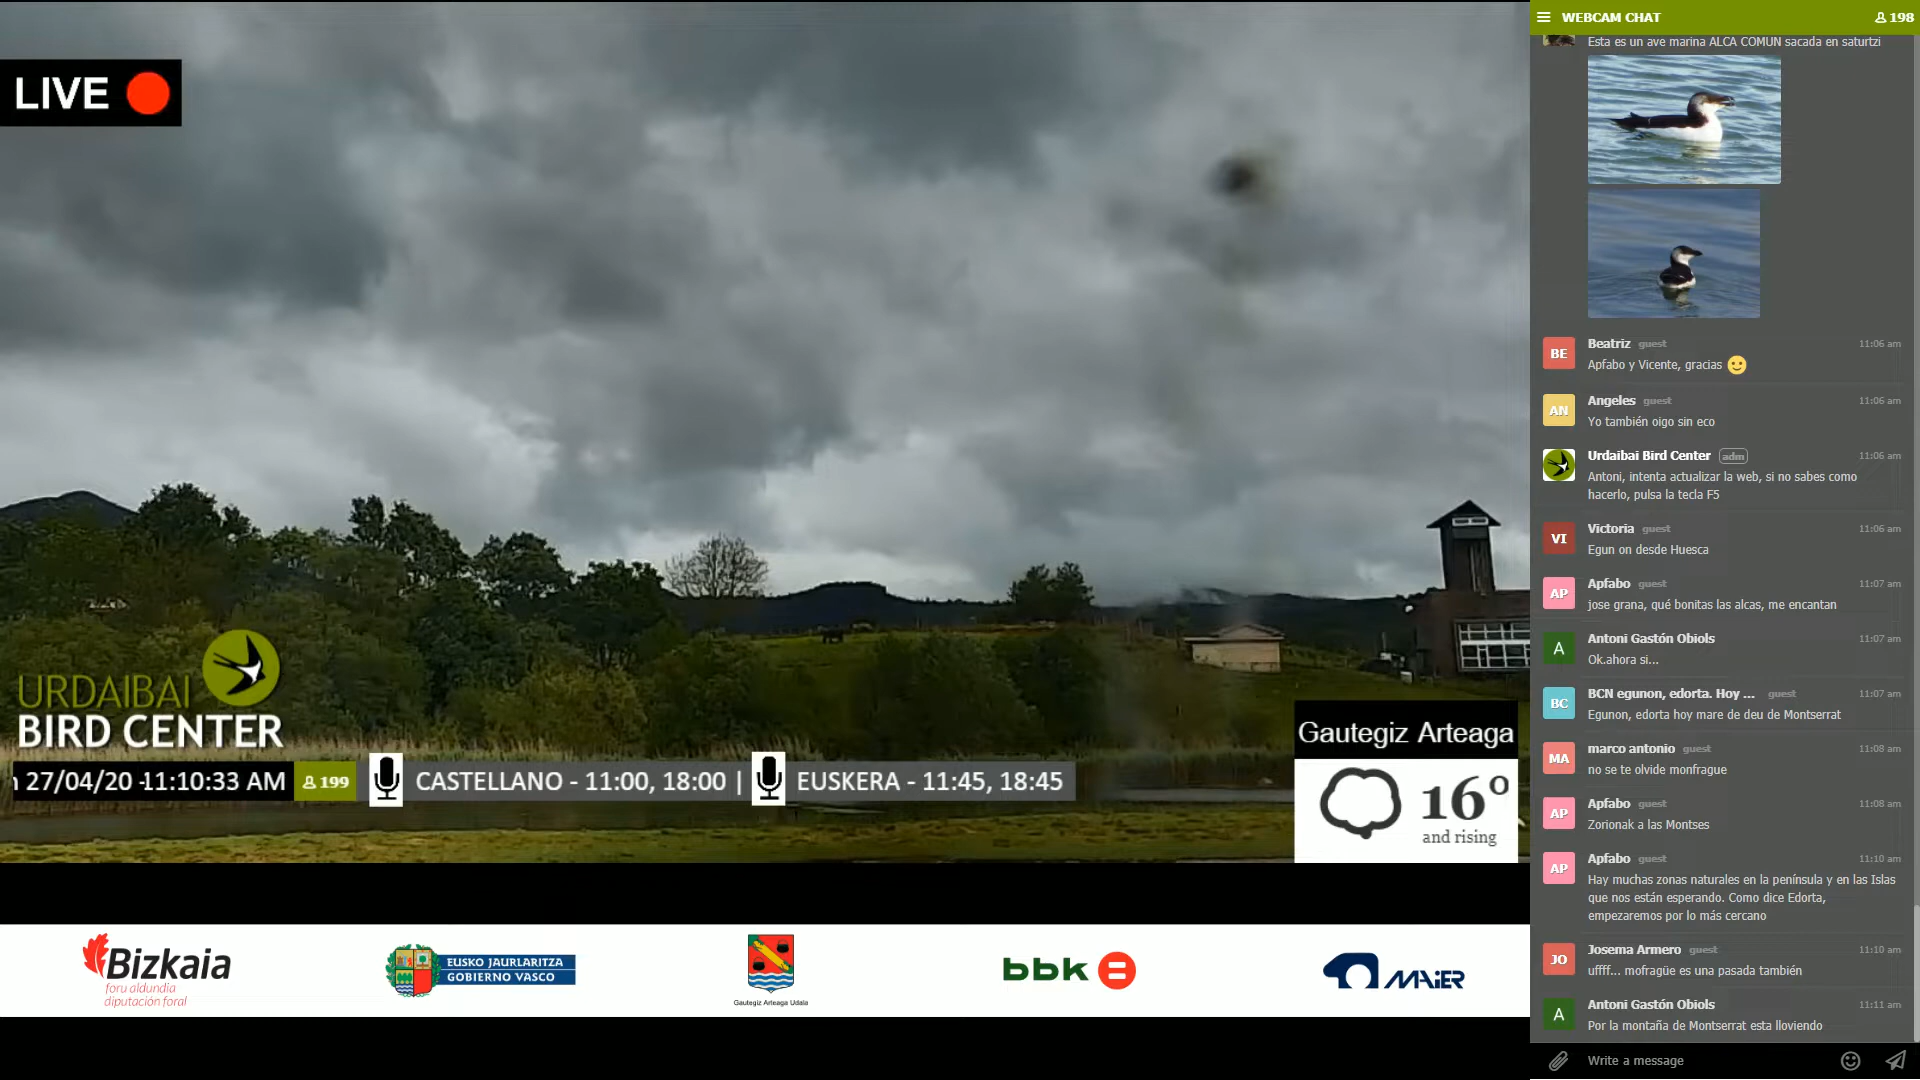 LIVE
URDAIBAI
BIRD CENTER
27/04/20 -11:10:33 AM
199
CASTELLANO - 11:00, 18:00 |
EUSKERA - 11:45, 18:45
Gautegiz Arteaga
16º
and rising
Bizkaia
foru aldundia
diputación foral
EUSKO JAURLARITZA
GOBIERNO VASCO
Gautegiz Arteaga Udala
bbk
MAIER
WEBCAM CHAT
198
Esta es un ave marina ALCA COMUN sacada en saturtzi
BE
Beatriz guest 11:06 am
Apfabo y Vicente, gracias
AN
Angeles guest 11:06 am
Yo también oigo sin eco
Urdaibai Bird Center adm 11:06 am
Antoni, intenta actualizar la web, si no sabes como
hacerlo, pulsa la tecla F5
VI
Victoria guest 11:06 am
Egun on desde Huesca
AP
Apfabo guest 11:07 am
jose grana, qué bonitas las alcas, me encantan
A
Antoni Gastón Obiols 11:07 am
Ok.ahora si...
BC
BCN egunon, edorta. Hoy ... guest 11:07 am
Egunon, edorta hoy mare de deu de Montserrat
MA
marco antonio guest 11:08 am
no se te olvide monfrague
AP
Apfabo guest 11:08 am
Zorionak a las Montses
AP
Apfabo guest 11:10 am
Hay muchas zonas naturales en la península y en las Islas
que nos están esperando. Como dice Edorta,
empezaremos por lo más cercano
JO
Josema Armero guest 11:10 am
uffff... mofragüe es una pasada también
A
Antoni Gastón Obiols 11:11 am
Por la montaña de Montserrat esta lloviendo
Write a message